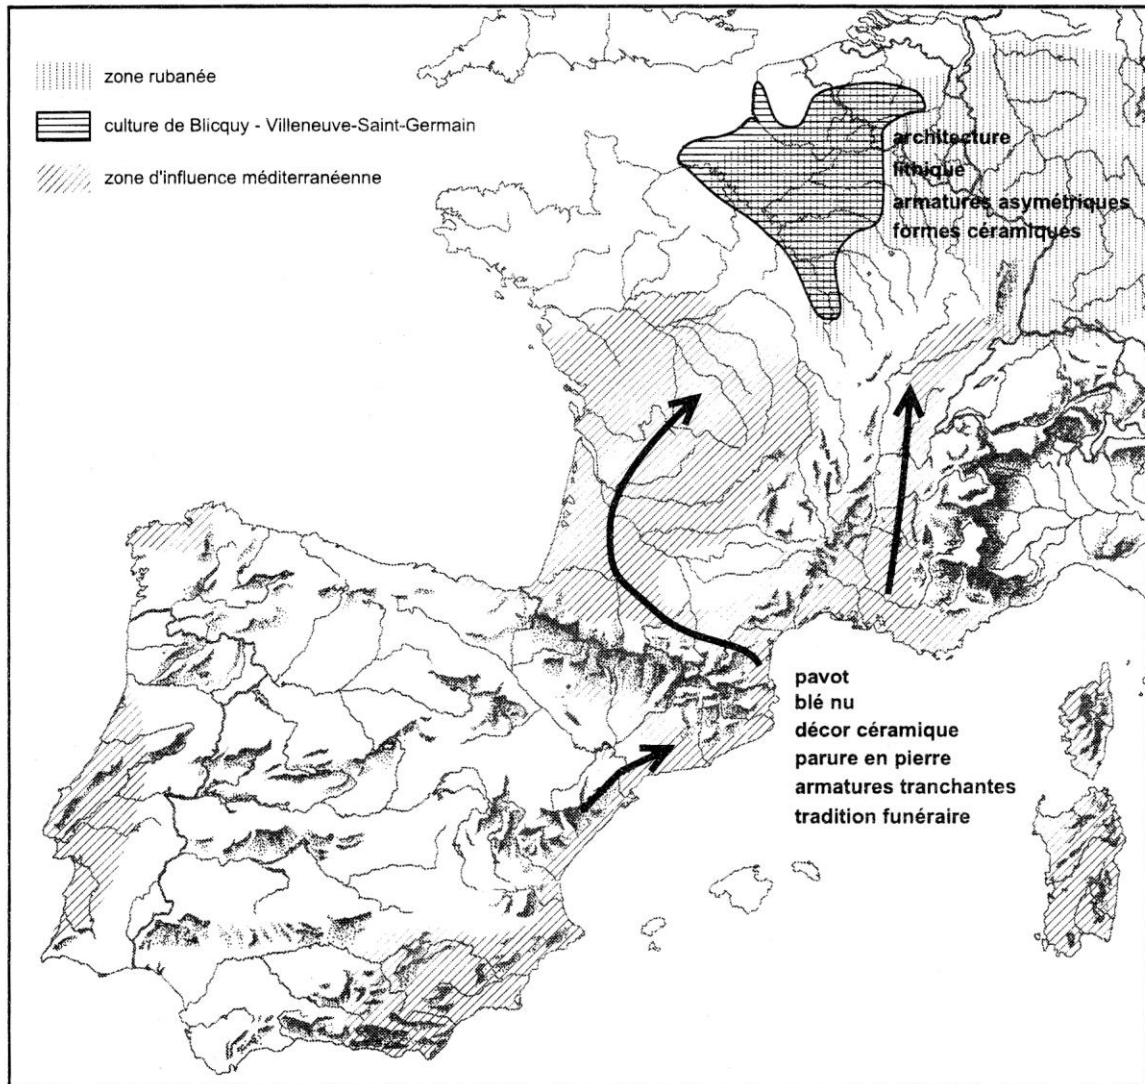 zone rubanée
culture de Blicquy - Villeneuve-Saint-Germain
zone d'influence méditerranéenne
architecture
lithique
armatures asymétriques
formes céramiques
pavot
blé nu
décor céramique
parure en pierre
armatures tranchantes
tradition funéraire